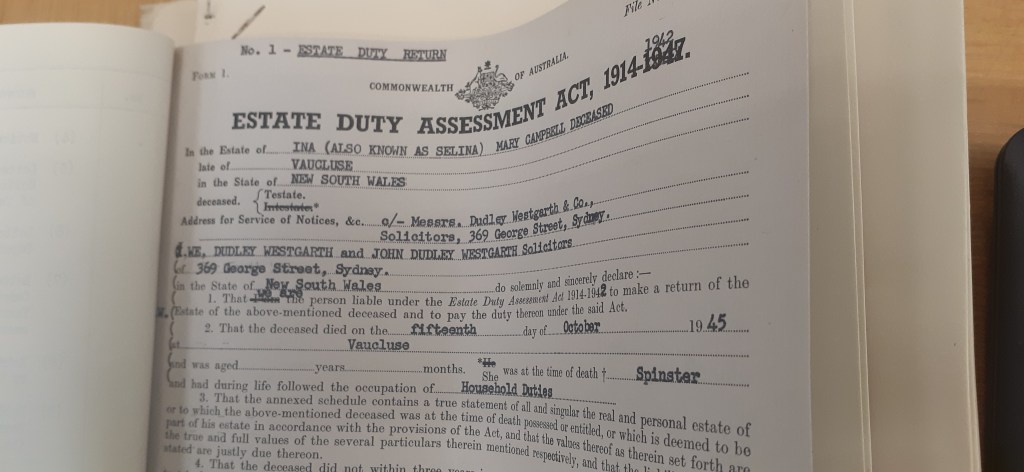 File
No. 1 - ESTATE DUTY RETURN
FORM 1.
COMMONWEALTH OF AUSTRALIA.
ESTATE DUTY ASSESSMENT ACT, 1914-1947.
1942
In the Estate of INA (ALSO KNOWN AS SELINA) MARY CAMPBELL DECEASED
late of VAUCLUSE
in the State of NEW SOUTH WALES
deceased. { Testate.
Intestate*
Address for Service of Notices, &c. c/- Messrs. Dudley Westgarth & Co.,
Solicitors, 369 George Street, Sydney.
I, WE, DUDLEY WESTGARTH and JOHN DUDLEY WESTGARTH Solicitors
of 369 George Street, Sydney.
in the State of New South Wales do solemnly and sincerely declare :—
we are
1. That the person liable under the Estate Duty Assessment Act 1914-1942 to make a return of the
Estate of the above-mentioned deceased and to pay the duty thereon under the said Act.
2. That the deceased died on the fifteenth day of October 1945
at Vaucluse
and was aged years months. *He
She was at the time of death † Spinster
and had during life followed the occupation of Household Duties
3. That the annexed schedule contains a true statement of all and singular the real and personal estate of
or to which the above-mentioned deceased was at the time of death possessed or entitled, or which is deemed to be
part of his estate in accordance with the provisions of the Act, and that the values thereof as therein set forth are
the true and full values of the several particulars therein mentioned respectively, and that the
stated are justly due thereon.
4. That the deceased did not within three years